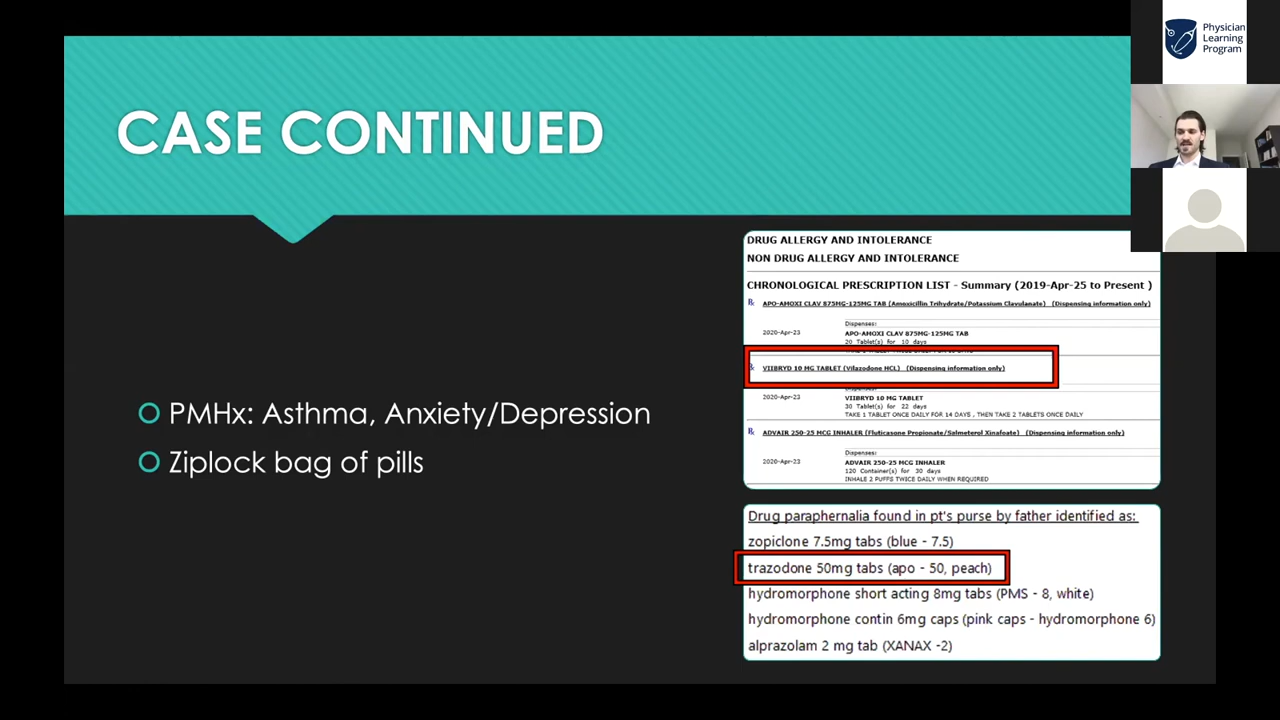 Physician
Learning
Program
CASE CONTINUED
PMHx: Asthma, Anxiety/Depression
Ziplock bag of pills
DRUG ALLERGY AND INTOLERANCE
NON DRUG ALLERGY AND INTOLERANCE
CHRONOLOGICAL PRESCRIPTION LIST - Summary (2019-Apr-25 to Present )
APO-AMOXI CLAV 875MG-125MG TAB (Amoxicillin Trihydrate/Potassium Clavulanate) (Dispensing information only)
Dispenses:
2020-Apr-23 APO-AMOXI CLAV 875MG-125MG TAB
20 Tablet(s) for 10 days
VIIBRYD 10 MG TABLET (Vilazodone HCL) (Dispensing information only)
2020-Apr-23 VIIBRYD 10 MG TABLET
30 Tablet(s) for 22 days
TAKE 1 TABLET ONCE DAILY FOR 14 DAYS , THEN TAKE 2 TABLETS ONCE DAILY
ADVAIR 250-25 MCG INHALER (Fluticasone Propionate/Salmeterol Xinafoate) (Dispensing information only)
Dispenses:
2020-Apr-23 ADVAIR 250-25 MCG INHALER
120 Container(s) for 30 days
INHALE 2 PUFFS TWICE DAILY WHEN REQUIRED
Drug paraphernalia found in pt's purse by father identified as:
zopiclone 7.5mg tabs (blue - 7.5)
trazodone 50mg tabs (apo - 50, peach)
hydromorphone short acting 8mg tabs (PMS - 8, white)
hydromorphone contin 6mg caps (pink caps - hydromorphone 6)
alprazolam 2 mg tab (XANAX -2)